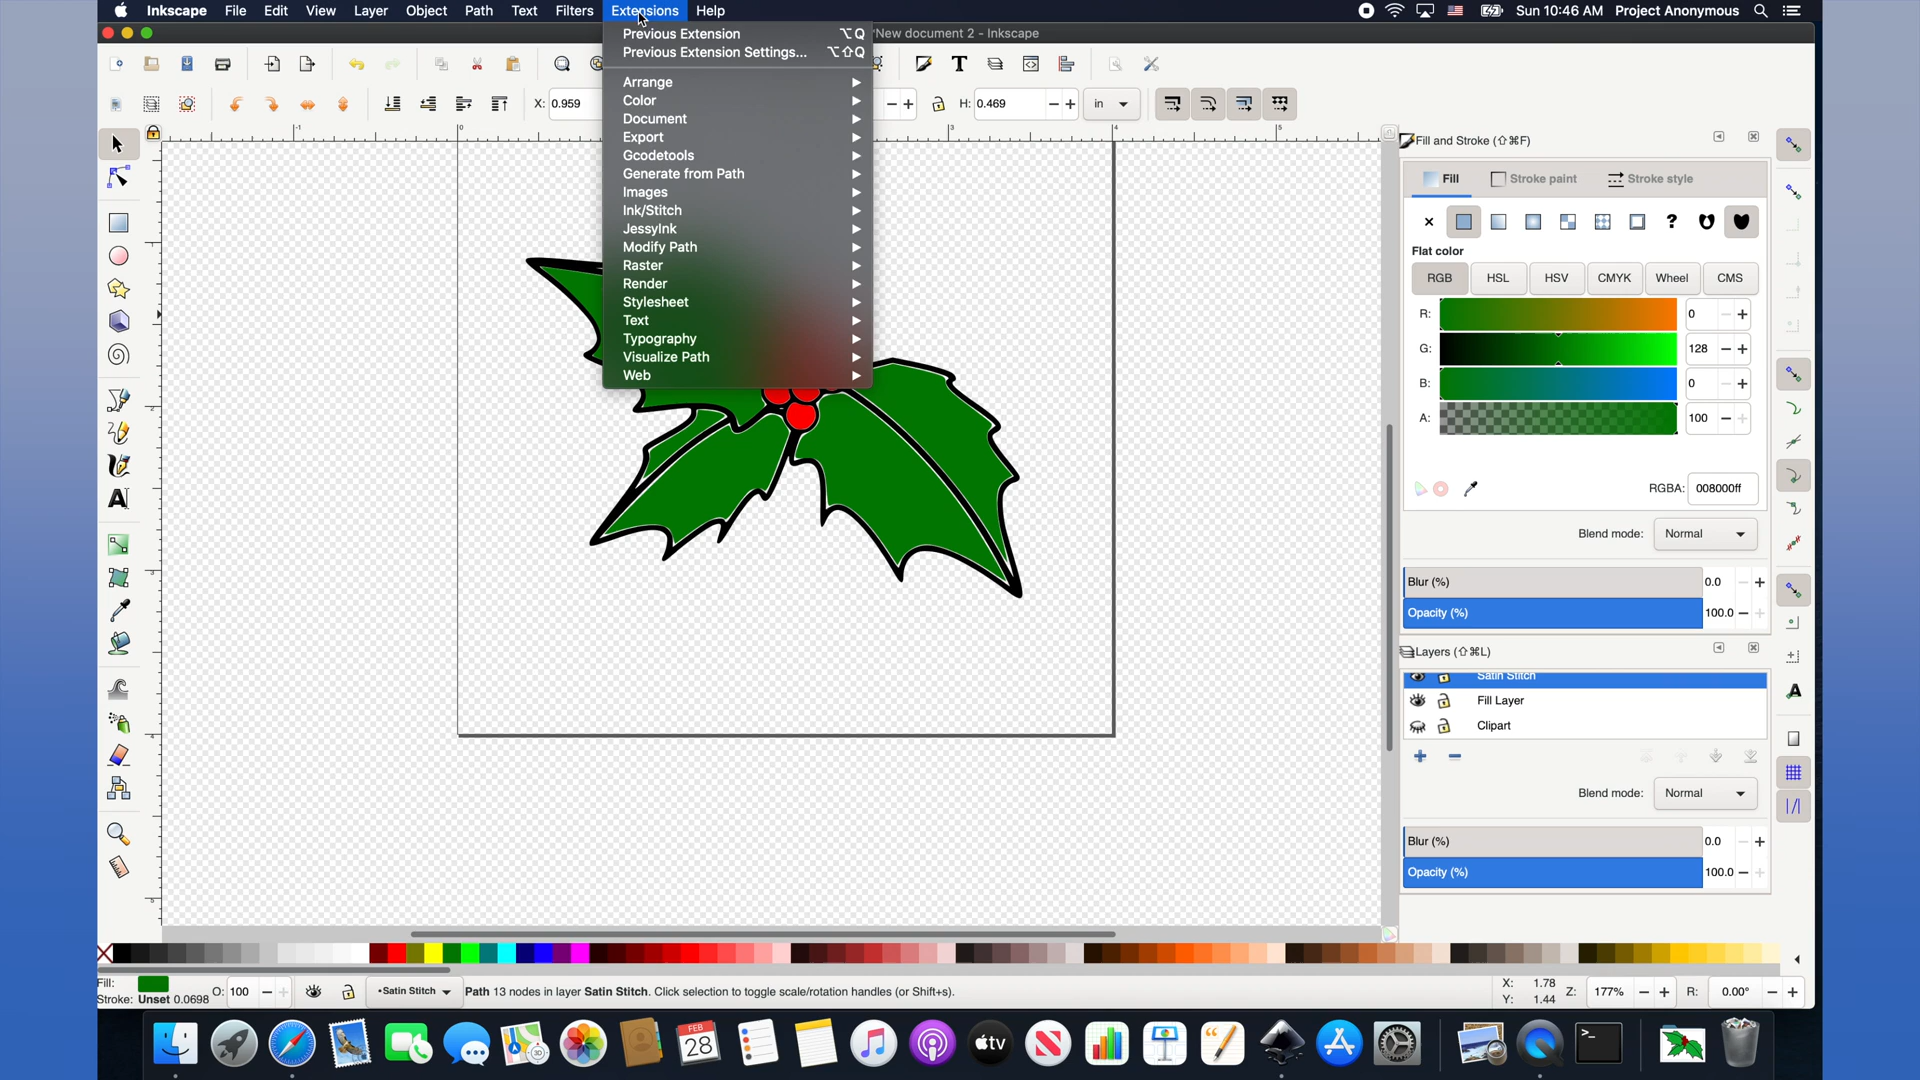 Inkscape File Edit View Layer Object Path Text Filters Extensions Help Sun 10:46 AM Project Anonymous
*New document 2 - Inkscape
Previous Extension ⌥Q
Previous Extension Settings... ⌥⇧Q
Arrange
Color
Document
Export
Gcodetools
Generate from Path
Images
Ink/Stitch
JessyInk
Modify Path
Raster
Render
Stylesheet
Text
Typography
Visualize Path
Web
X: 0.959 H: 0.469 in
Fill and Stroke (⇧⌘F)
Fill Stroke paint Stroke style
Flat color
RGB HSL HSV CMYK Wheel CMS
R: 0
G: 128
B: 0
A: 100
RGBA: 008000ff
Blend mode: Normal
Blur (%) 0.0
Opacity (%) 100.0
Layers (⇧⌘L)
Satin Stitch
Fill Layer
Clipart
Blend mode: Normal
Blur (%) 0.0
Opacity (%) 100.0
Fill:
Stroke: Unset 0.0698 O: 100 •Satin Stitch Path 13 nodes in layer Satin Stitch. Click selection to toggle scale/rotation handles (or Shift+s).
X: 1.78
Y: 1.44
Z: 177% R: 0.00°
FEB
28
3D
tv